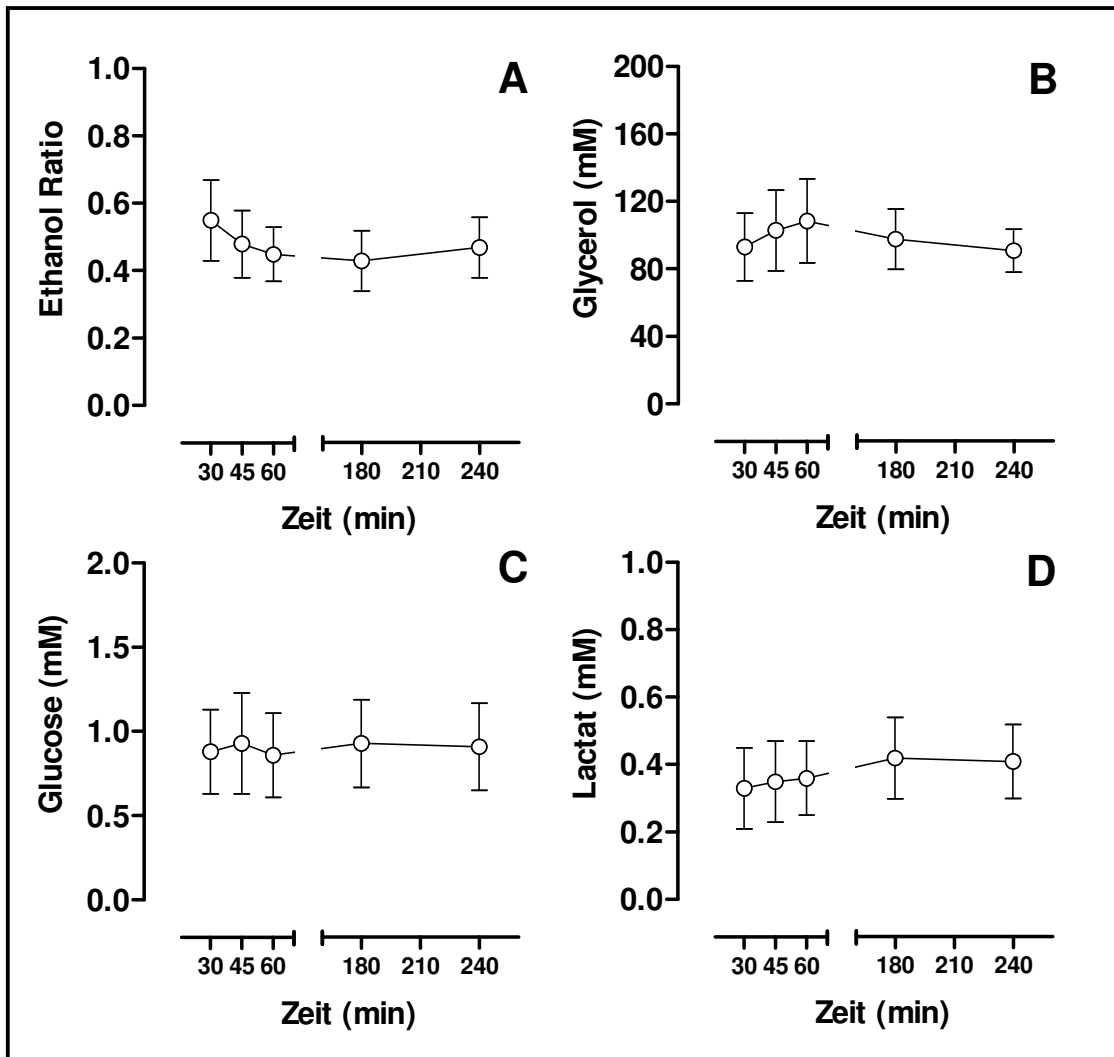 A
Ethanol Ratio
1.0
0.8
0.6
0.4
0.2
0.0
30 45 60 180 210 240
Zeit (min)
B
Glycerol (mM)
200
160
120
80
40
0
30 45 60 180 210 240
Zeit (min)
C
Glucose (mM)
2.0
1.5
1.0
0.5
0.0
30 45 60 180 210 240
Zeit (min)
D
Lactat (mM)
1.0
0.8
0.6
0.4
0.2
0.0
30 45 60 180 210 240
Zeit (min)